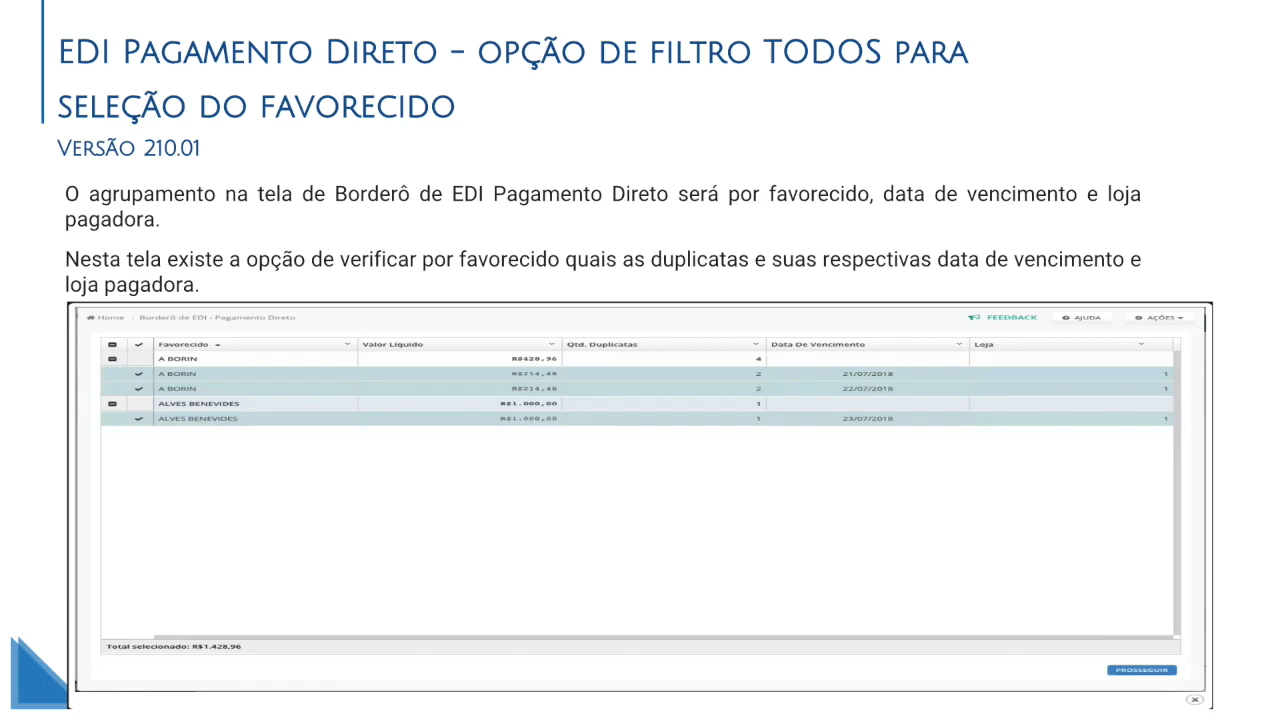 EDI Pagamento Direto - opção de filtro TODOS para
seleção do favorecido
Versão 210.01
O agrupamento na tela de Borderô de EDI Pagamento Direto será por favorecido, data de vencimento e loja
pagadora.
Nesta tela existe a opção de verificar por favorecido quais as duplicatas e suas respectivas data de vencimento e
loja pagadora.
Home / Borderô de EDI - Pagamento Direto FEEDBACK AJUDA AÇÕES
Favorecido Valor Líquido Qtd. Duplicatas Data De Vencimento Loja
A BORIN R$428,96 4
A BORIN R$214,48 2 21/07/2018 1
A BORIN R$214,48 2 22/07/2018 1
ALVES BENEVIDES R$1.000,00 1
ALVES BENEVIDES R$1.000,00 1 23/07/2018 1
Total selecionado: R$1.428,96
PROSSEGUIR